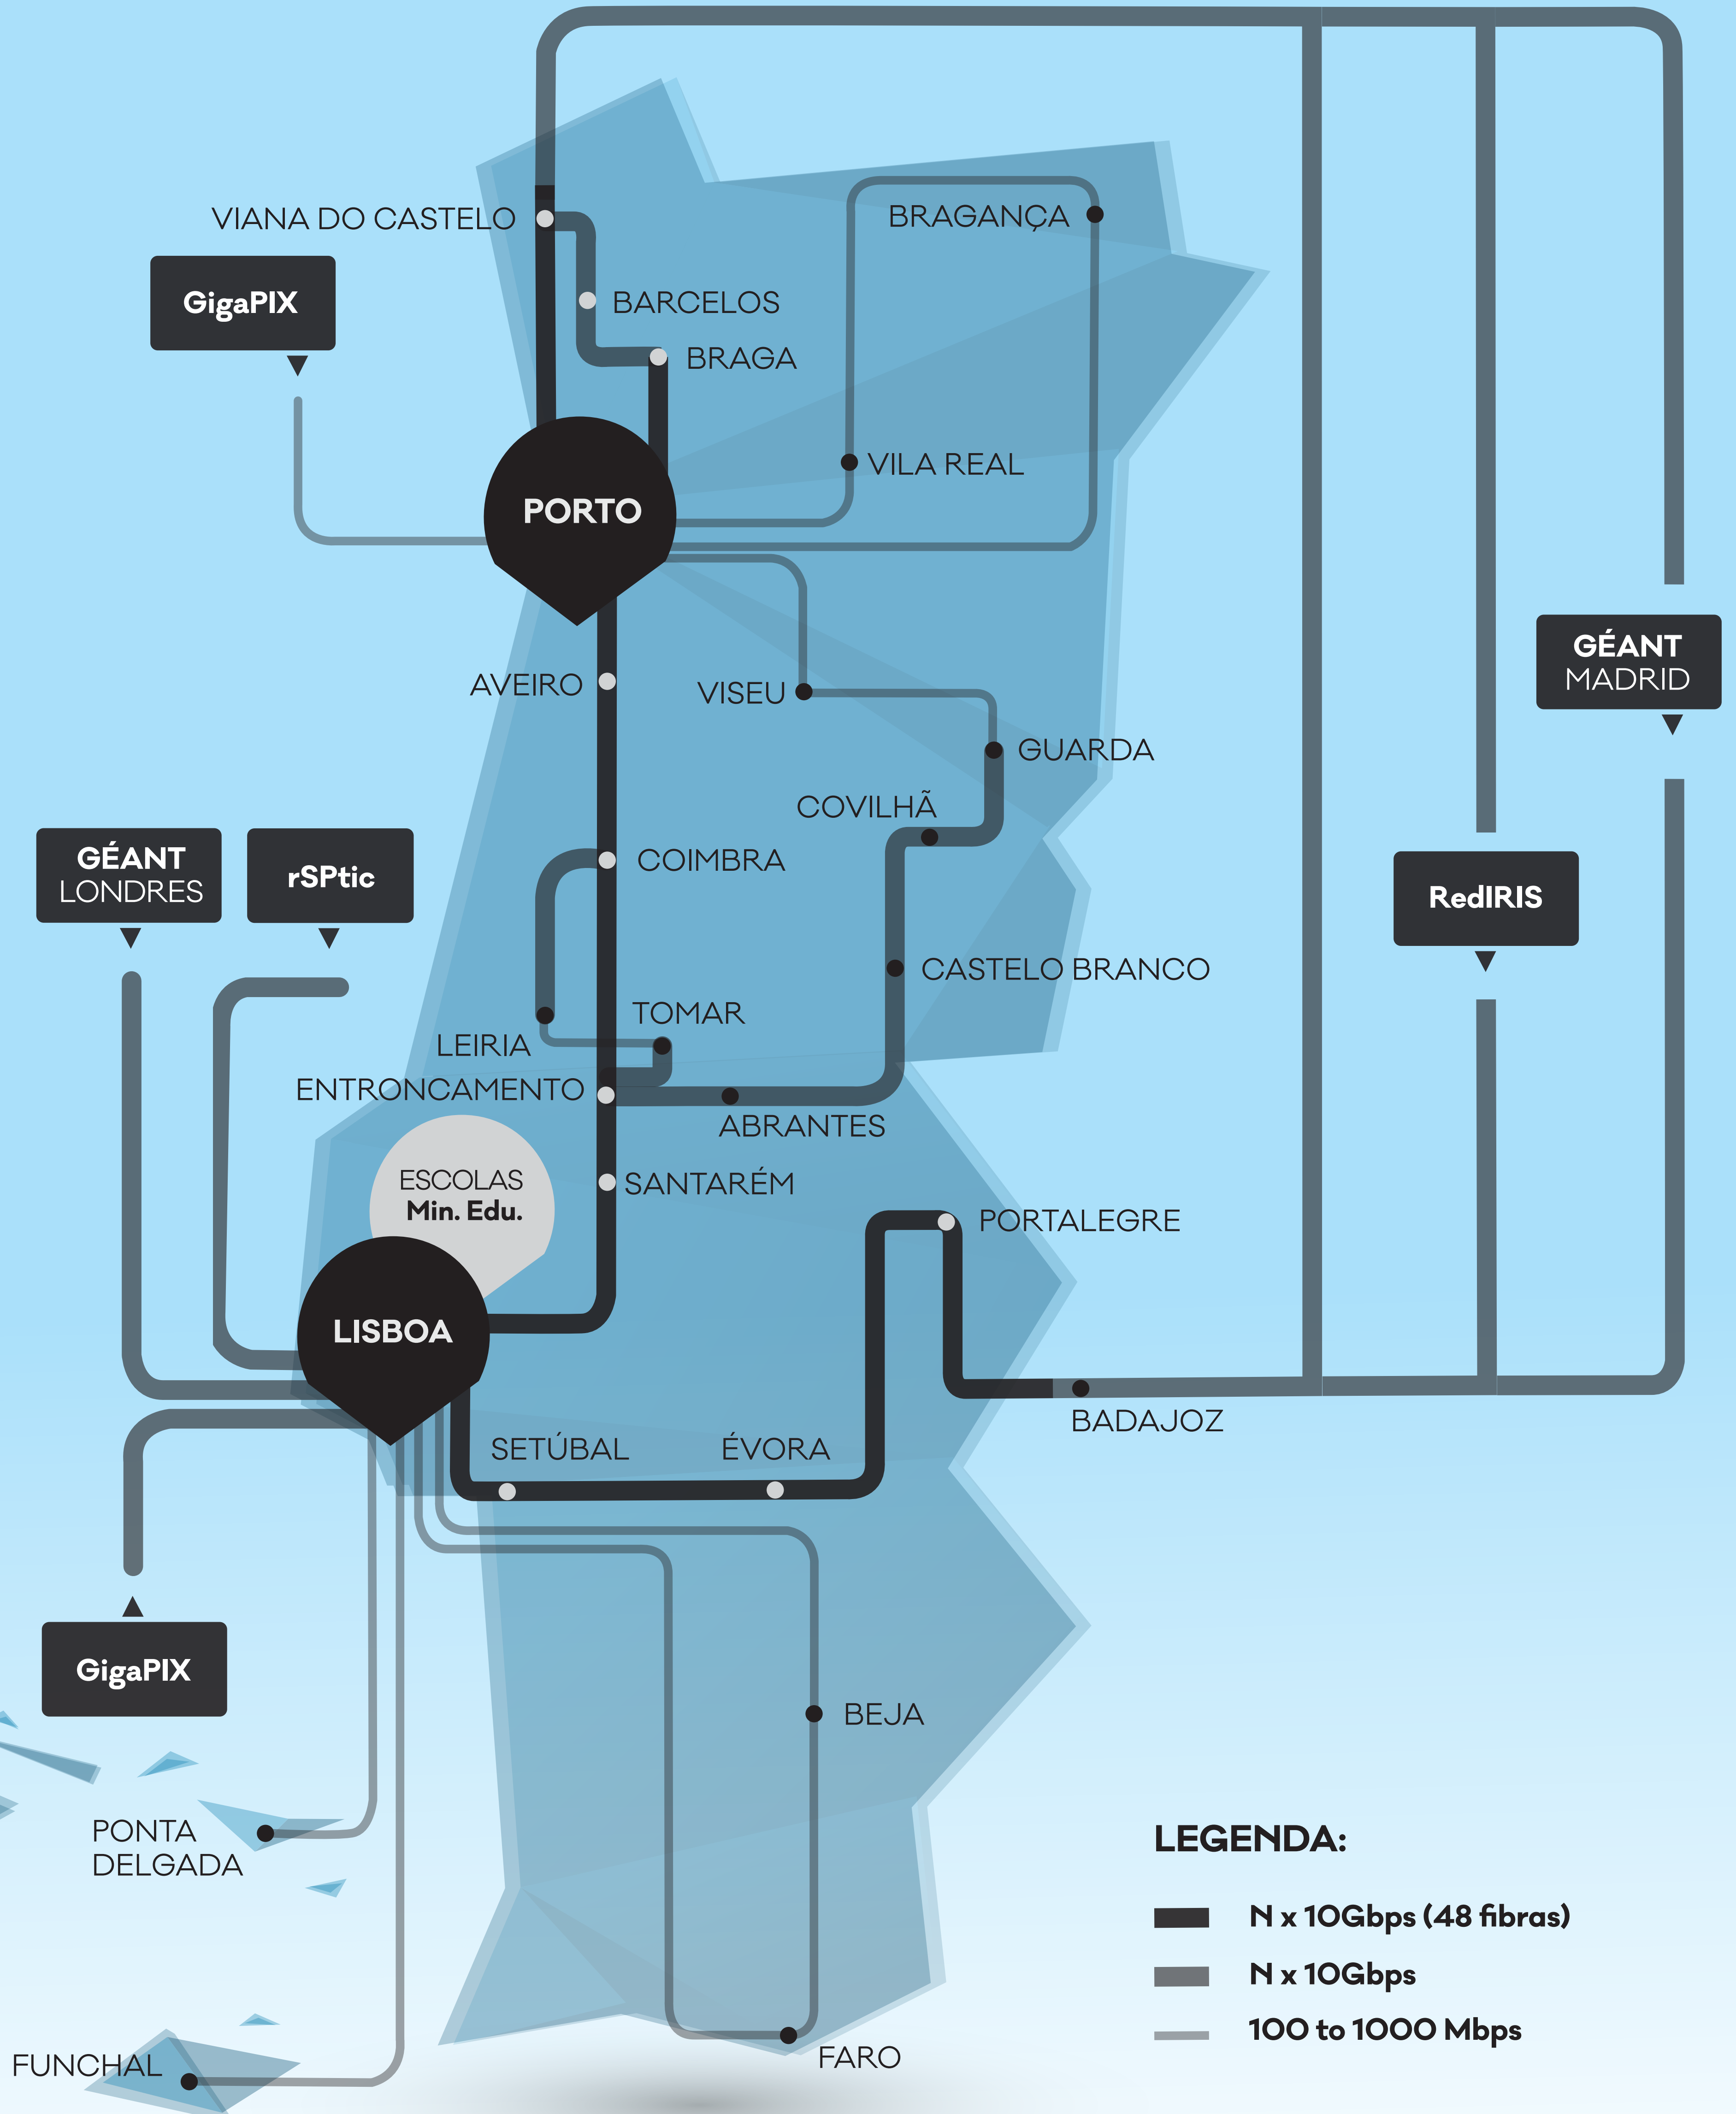 VIANA DO CASTELO
BRAGANÇA
GigaPIX
BARCELOS
BRAGA
VILA REAL
PORTO
GÉANT
MADRID
AVEIRO
VISEU
GUARDA
COVILHÃ
GÉANT
LONDRES
rSPtic
COIMBRA
RedIRIS
CASTELO BRANCO
TOMAR
LEIRIA
ENTRONCAMENTO
ABRANTES
ESCOLAS
Min. Edu.
SANTARÉM
PORTALEGRE
LISBOA
BADAJOZ
SETÚBAL
ÉVORA
GigaPIX
BEJA
PONTA
DELGADA
FUNCHAL
FARO
LEGENDA:
N x 10Gbps (48 fibras)
N x 10Gbps
100 to 1000 Mbps